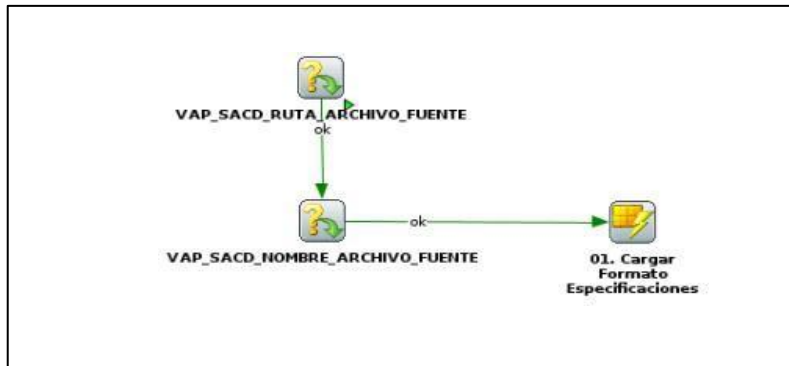 VAP_SACD_RUTA_ARCHIVO_FUENTE
ok
VAP_SACD_NOMBRE_ARCHIVO_FUENTE
ok
01. Cargar
Formato
Especificaciones